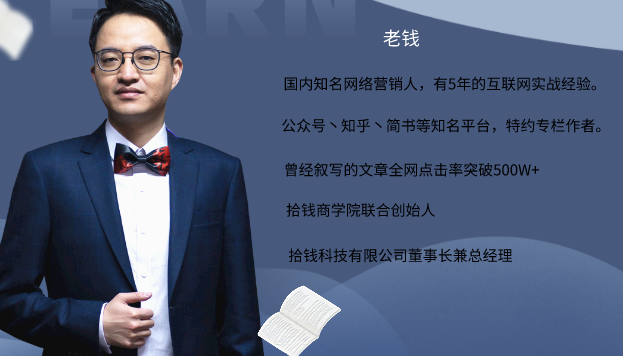 EARN
老钱
国内知名网络营销人，有5年的互联网实战经验。
公众号丶知乎丶简书等知名平台，特约专栏作者。
曾经叙写的文章全网点击率突破500W+
拾钱商学院联合创始人
拾钱科技有限公司董事长兼总经理